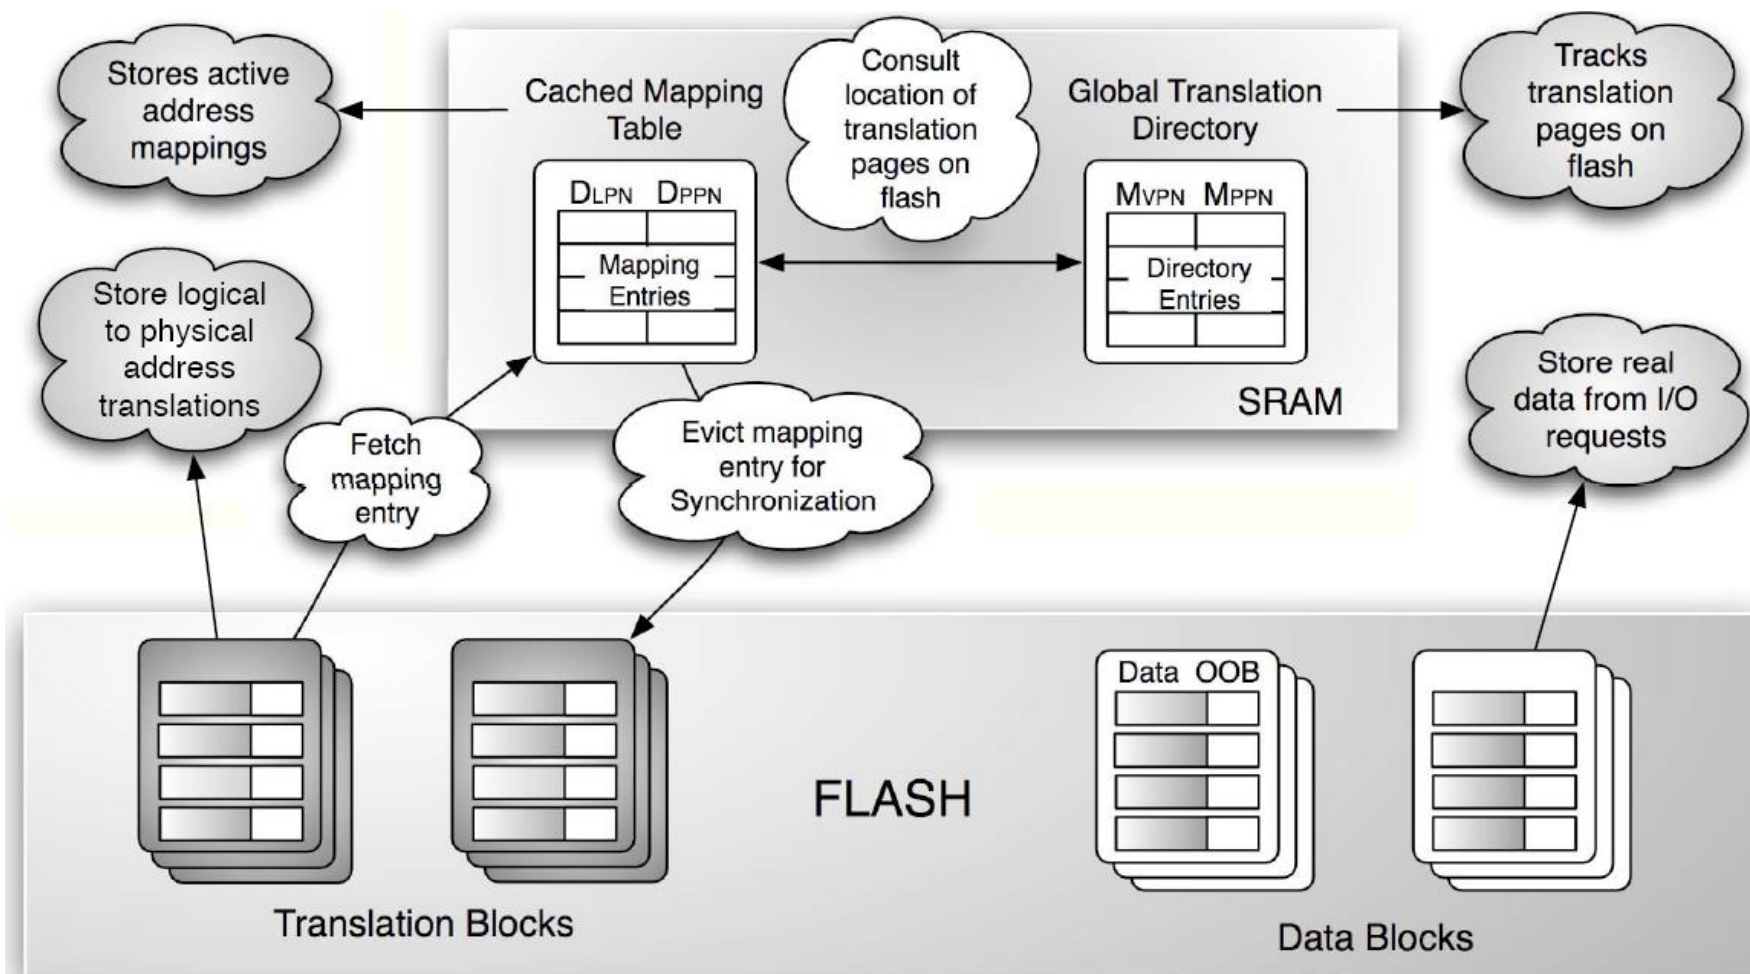 Stores active
address
mappings
Cached Mapping
Table
Consult
location of
translation
pages on
flash
Global Translation
Directory
Tracks
translation
pages on
flash
DLPN DPPN
Mapping
Entries
MVPN MPPN
Directory
Entries
SRAM
Store logical
to physical
address
translations
Fetch
mapping
entry
Evict mapping
entry for
Synchronization
Store real
data from I/O
requests
Data OOB
FLASH
Translation Blocks
Data Blocks